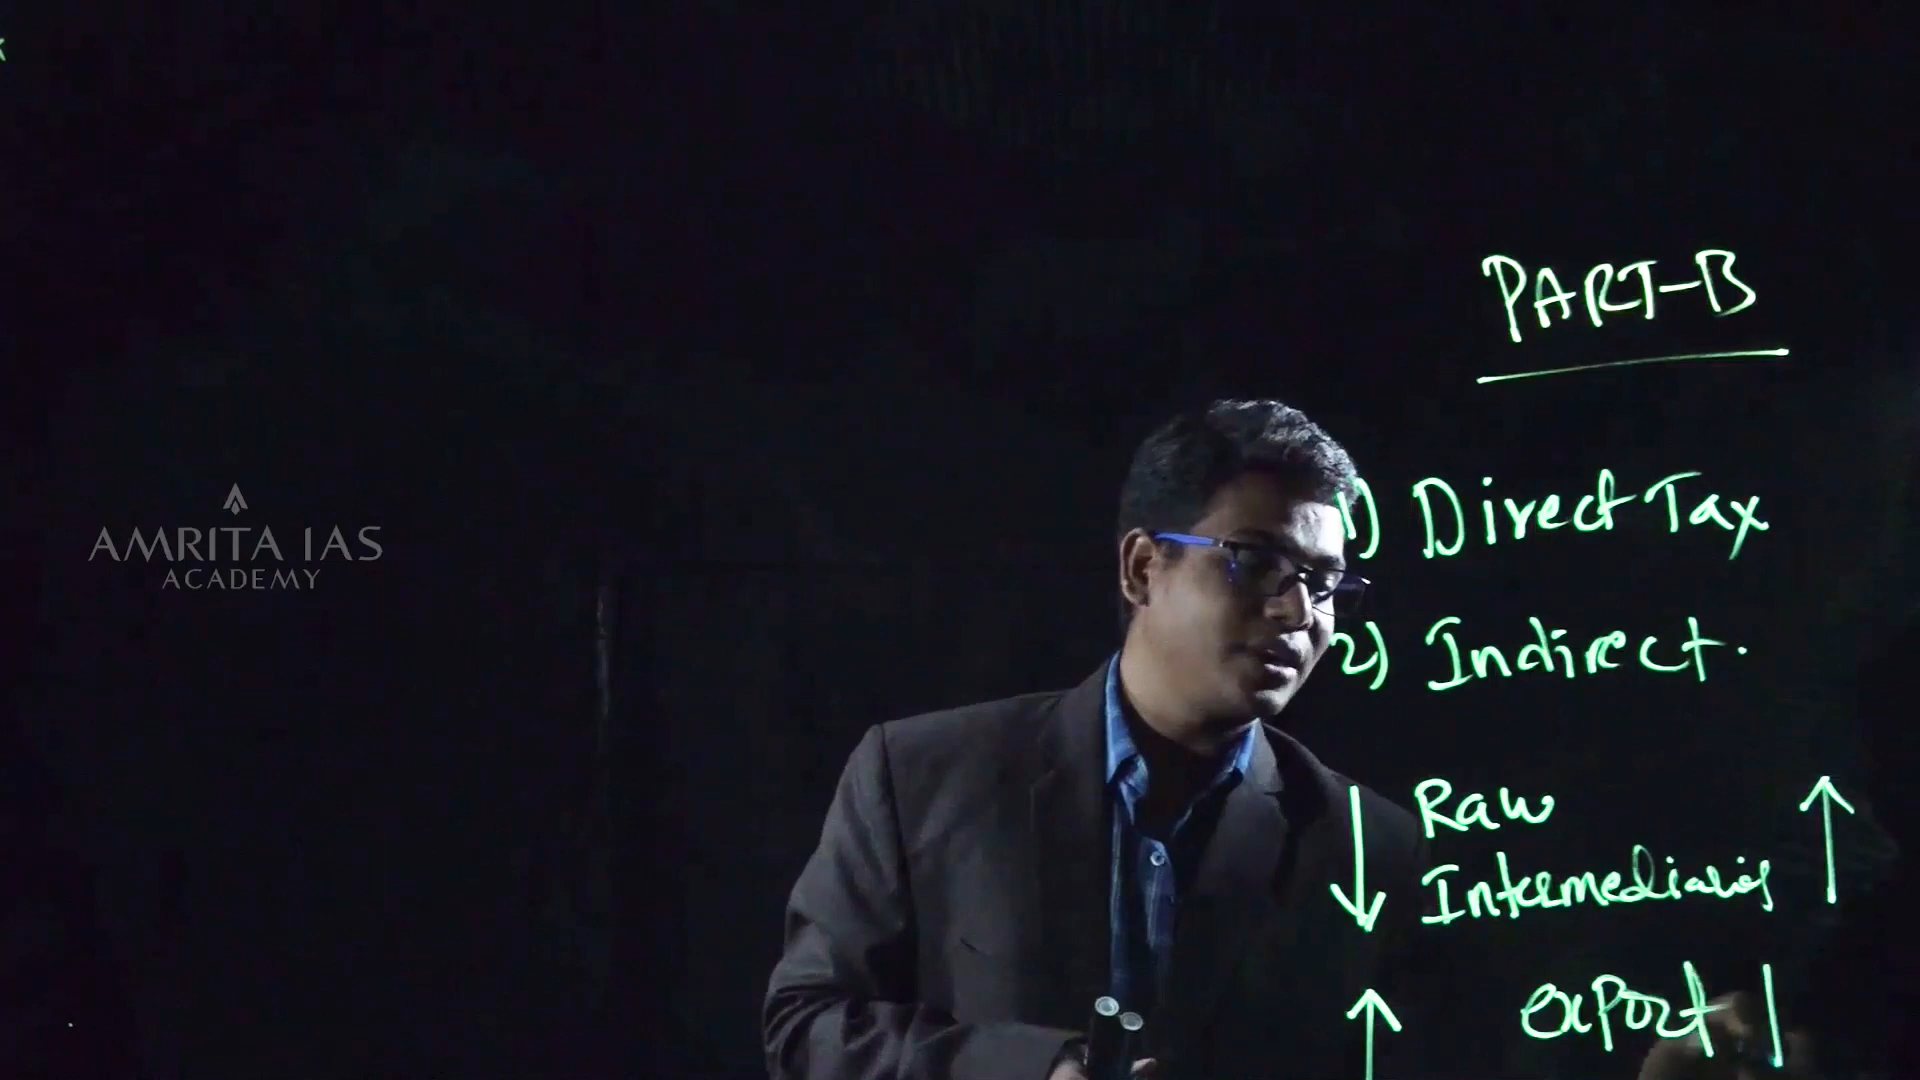 AMRITA IAS
ACADEMY
PART-B
1) Direct Tax
2) Indirect.
↓ Raw ↑
Intermediaries
↑ export